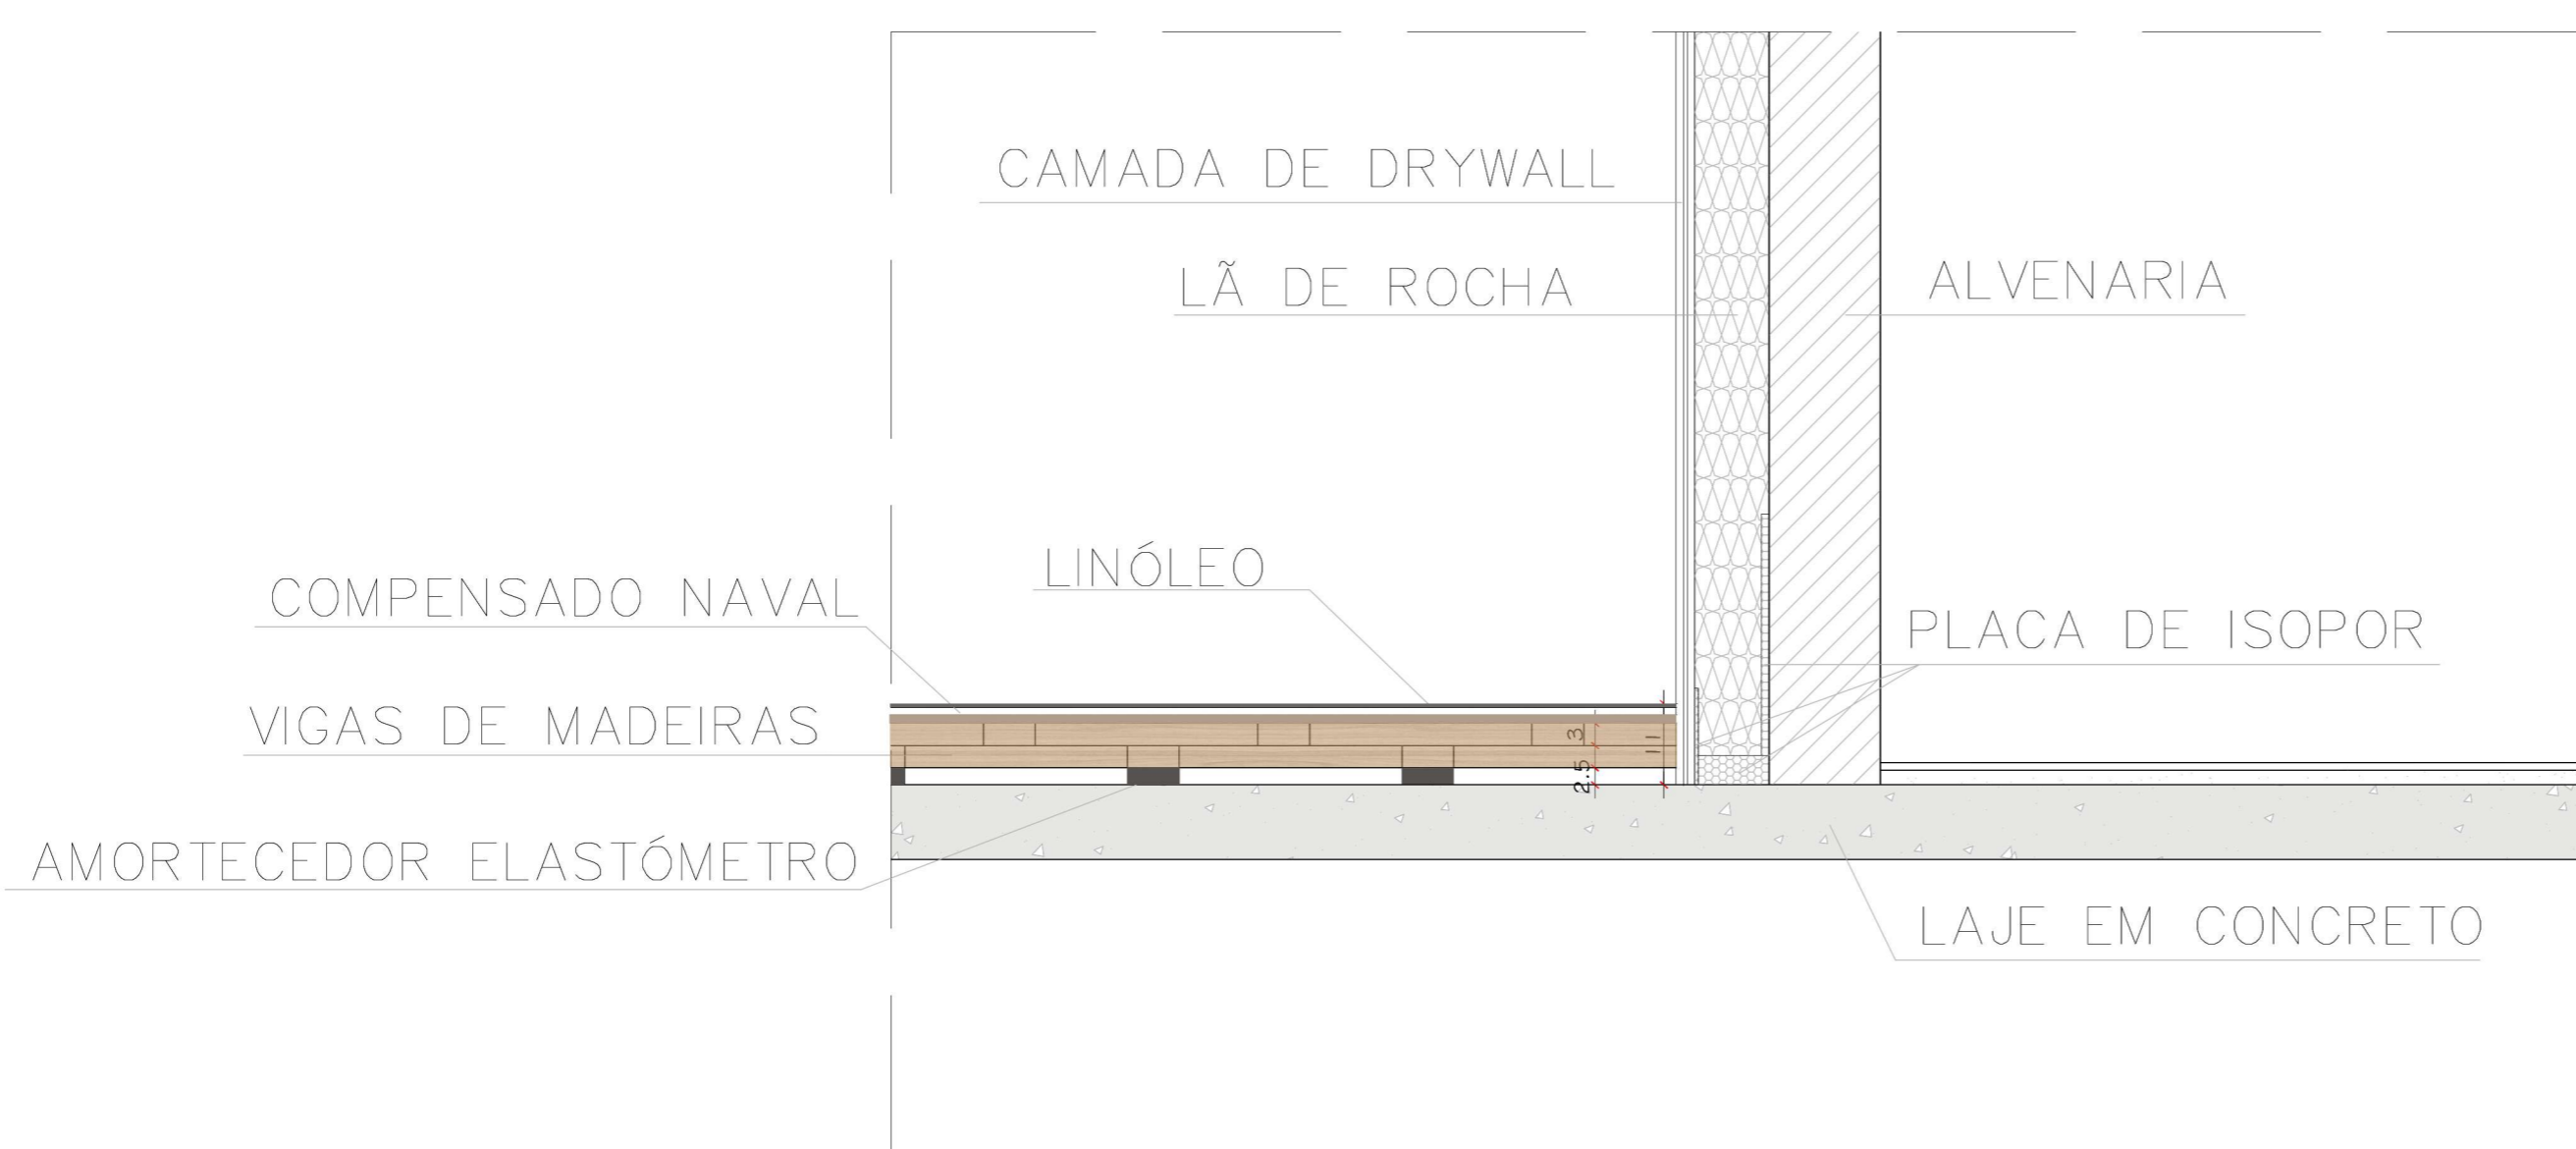 CAMADA DE DRYWALL
LÃ DE ROCHA
ALVENARIA
LINÓLEO
COMPENSADO NAVAL
PLACA DE ISOPOR
VIGAS DE MADEIRAS
3
11
2.5
AMORTECEDOR ELASTÓMETRO
LAJE EM CONCRETO